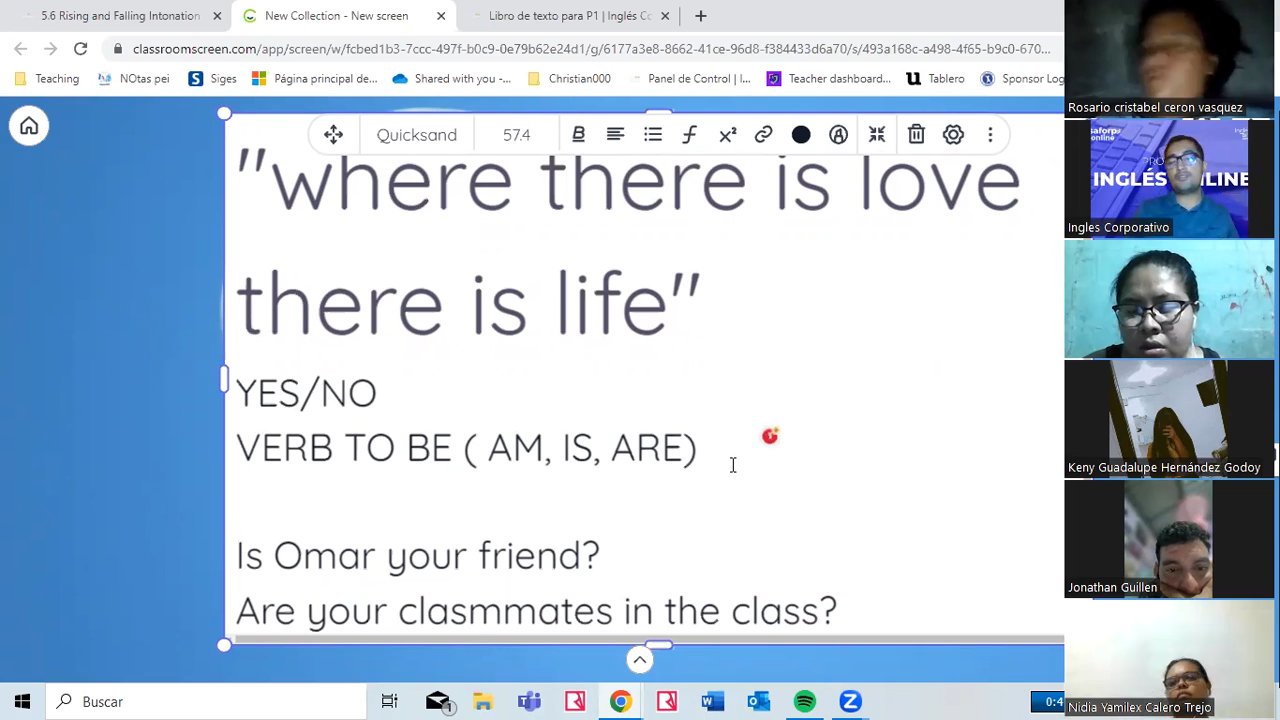 5.6 Rising and Falling Intonation
New Collection - New screen
Libro de texto para P1 | Inglés Co
classroomscreen.com/app/screen/w/fcbed1b3-7ccc-497f-b0c9-0e79b62e24d1/g/6177a3e8-8662-41ce-96c8-f384433d6a70/s/493a168c-a498-4f65-b9c0-670...
Teaching
NOtas pei
Siges
Página principal de...
Shared with you -...
Christian000
Panel de Control | I...
Teacher dashboard...
Tablero
Sponsor Log
Quicksand
57.4
"where there is love
there is life"
YES/NO
VERB TO BE ( AM, IS, ARE)
Is Omar your friend?
Are your clasmmates in the class?
Rosario cristabel ceron vasquez
INGLÉS ONLINE
Ingles Corporativo
Keny Guadalupe Hernández Godoy
Jonathan Guillen
Nidia Yamilex Calero Trejo
Buscar
0:4